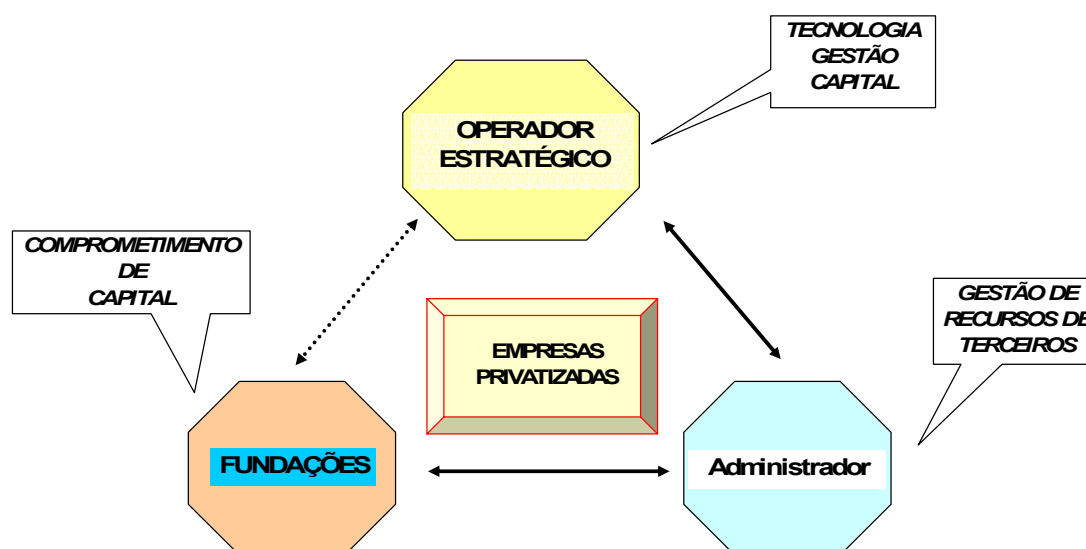 TECNOLOGIA
GESTÃO
CAPITAL
OPERADOR
ESTRATÉGICO
COMPROMETIMENTO
DE
CAPITAL
GESTÃO DE
RECURSOS DE
TERCEIROS
EMPRESAS
PRIVATIZADAS
FUNDAÇÕES
Administrador